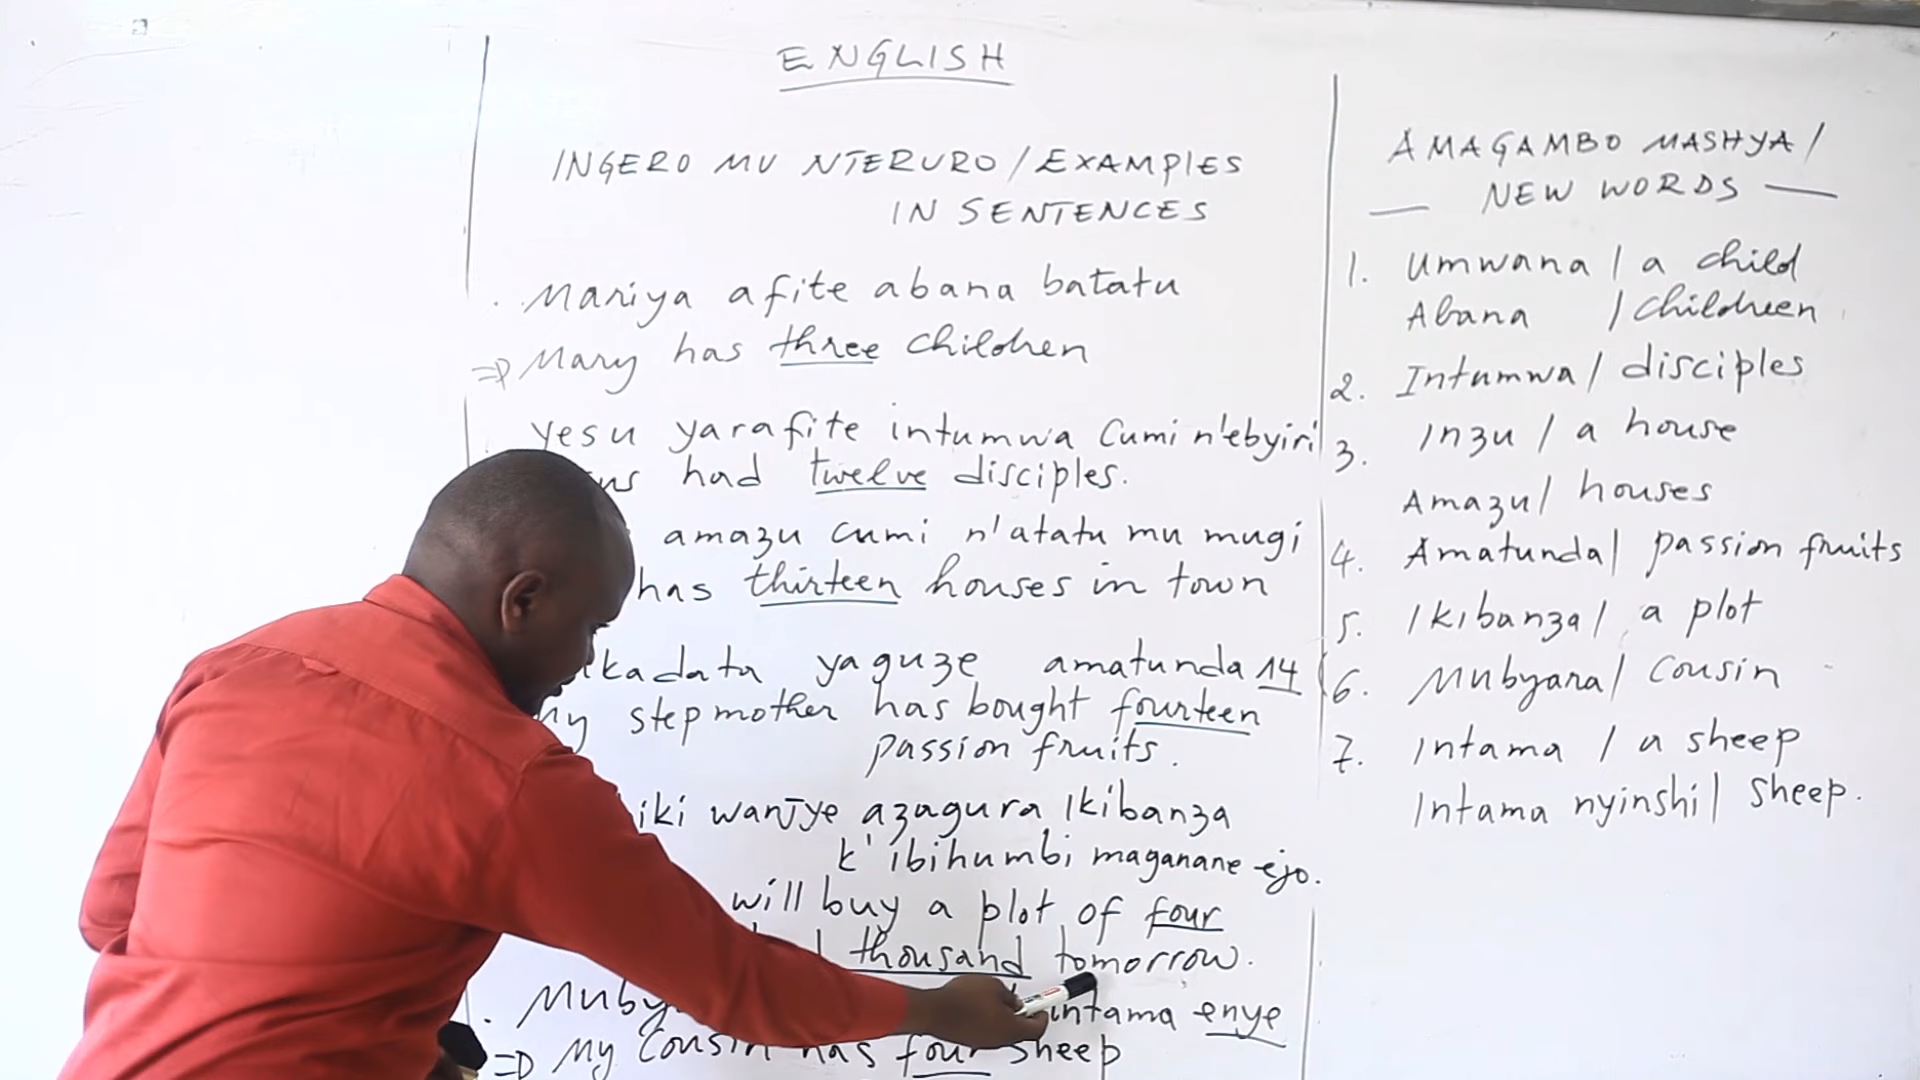 ENGLISH
INGERO MU NTERURO / EXAMPLES
IN SENTENCES
. Mariya afite abana batatu
⇒ Mary has three children
Yesu yarafite intumwa cumi n'ebyiri
had twelve disciples.
amazu cumi n'atatu mu mugi
has thirteen houses in town
yaguze amatunda 14
my stepmother has bought fourteen
passion fruits.
wanjye azagura ikibanza
k'ibihumbi maganane ejo.
will buy a plot of four
thousand tomorrow.
intama enye
⇒ My cousin has four sheep
AMAGAMBO MASHYA /
— NEW WORDS —
1. Umwana / a child
Abana / Children
2. Intumwa / disciples
3. Inzu / a house
Amazu / houses
4. Amatunda / passion fruits
5. Ikibanza / a plot
6. Mubyara / Cousin
7. Intama / a sheep
Intama nyinshi / Sheep.